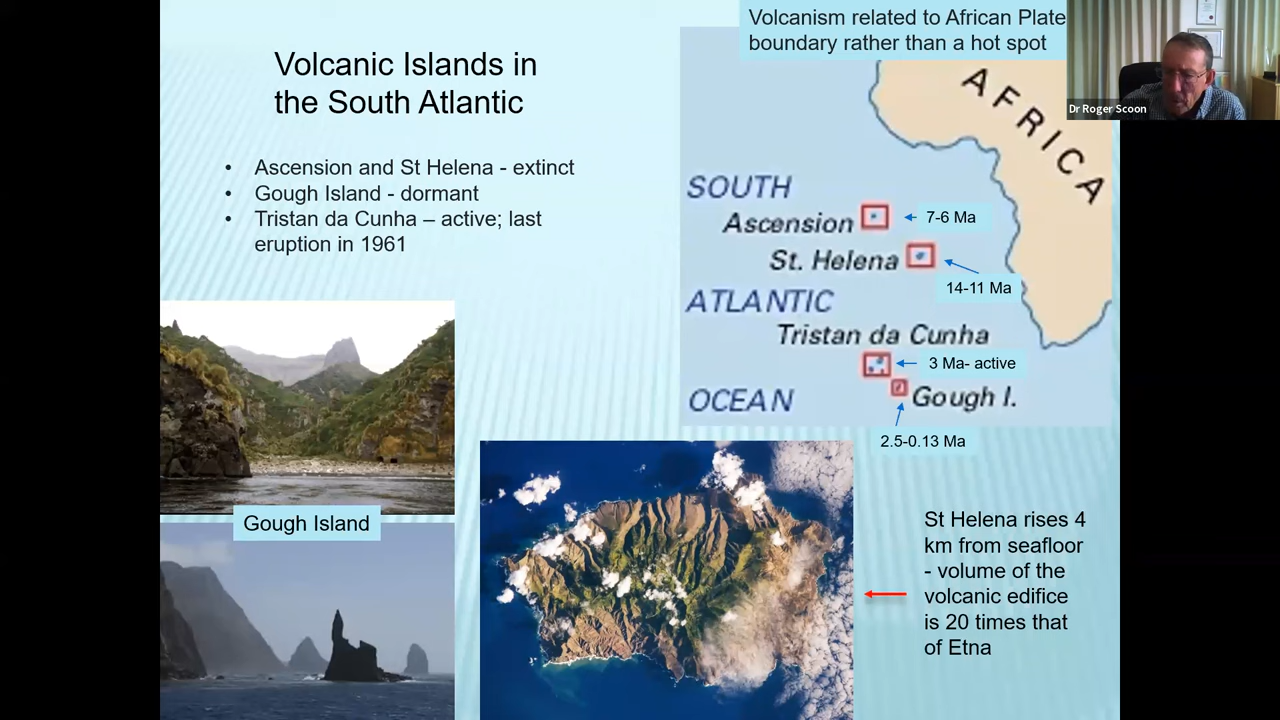 Volcanic Islands in
the South Atlantic
• Ascension and St Helena - extinct
• Gough Island - dormant
• Tristan da Cunha – active; last
eruption in 1961
Volcanism related to African Plate
boundary rather than a hot spot
Dr Roger Scoon
AFRICA
SOUTH
Ascension
7-6 Ma
St. Helena
14-11 Ma
ATLANTIC
Tristan da Cunha
3 Ma- active
OCEAN
Gough I.
2.5-0.13 Ma
Gough Island
St Helena rises 4
km from seafloor
- volume of the
volcanic edifice
is 20 times that
of Etna